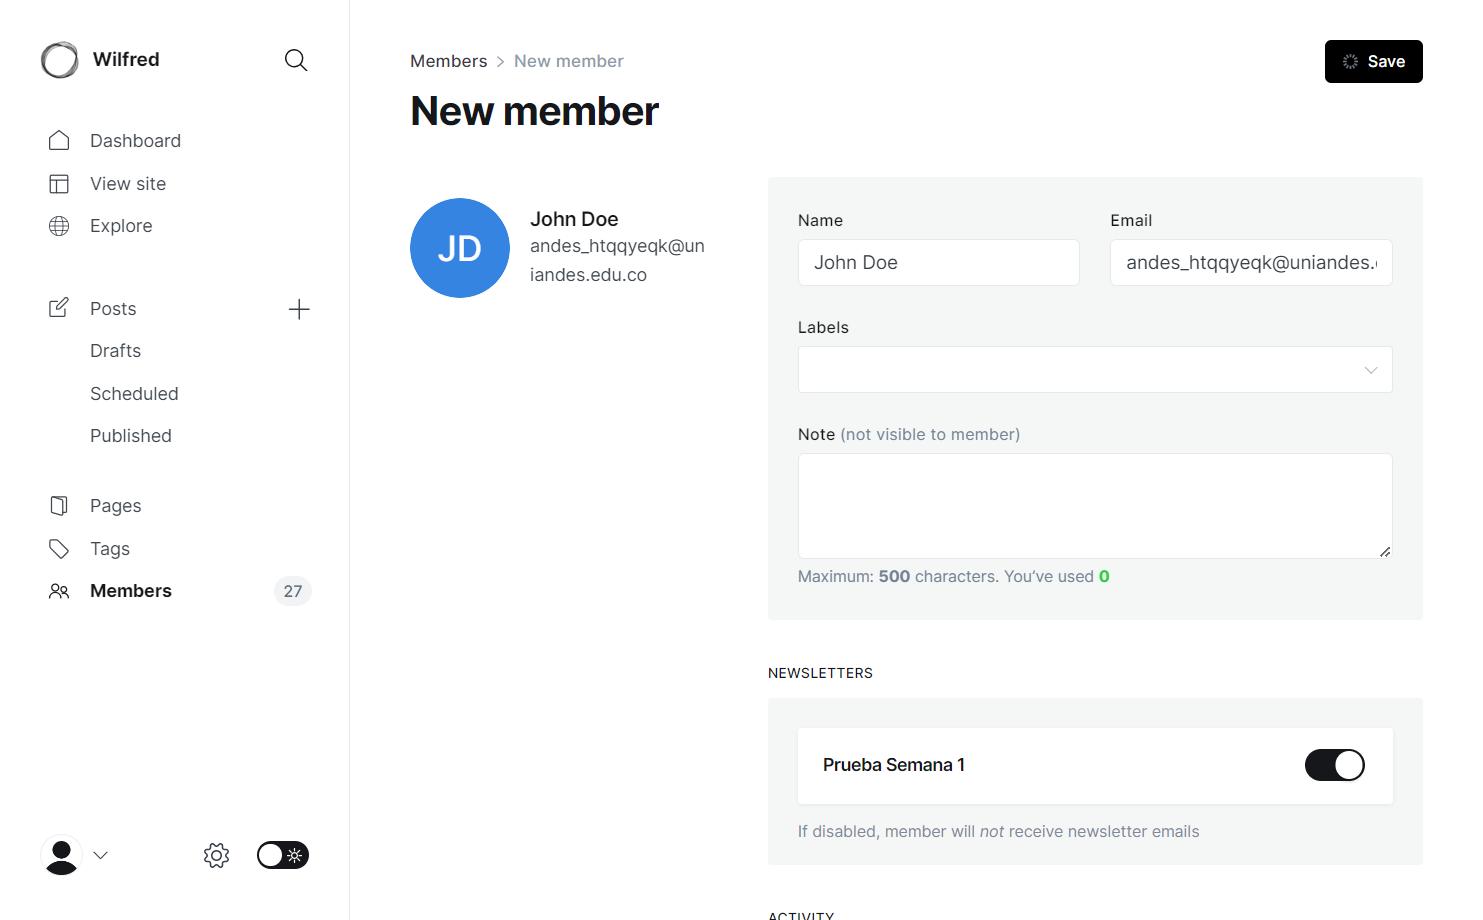 Wilfred
Dashboard
View site
Explore
Posts
Drafts
Scheduled
Published
Pages
Tags
Members
27
Members > New member
Save
New member
JD
John Doe
andes_htqqyeqk@un
iandes.edu.co
Name
John Doe
Email
andes_htqqyeqk@uniandes.
Labels
Note (not visible to member)
Maximum: 500 characters. You’ve used 0
NEWSLETTERS
Prueba Semana 1
If disabled, member will not receive newsletter emails
ACTIVITY